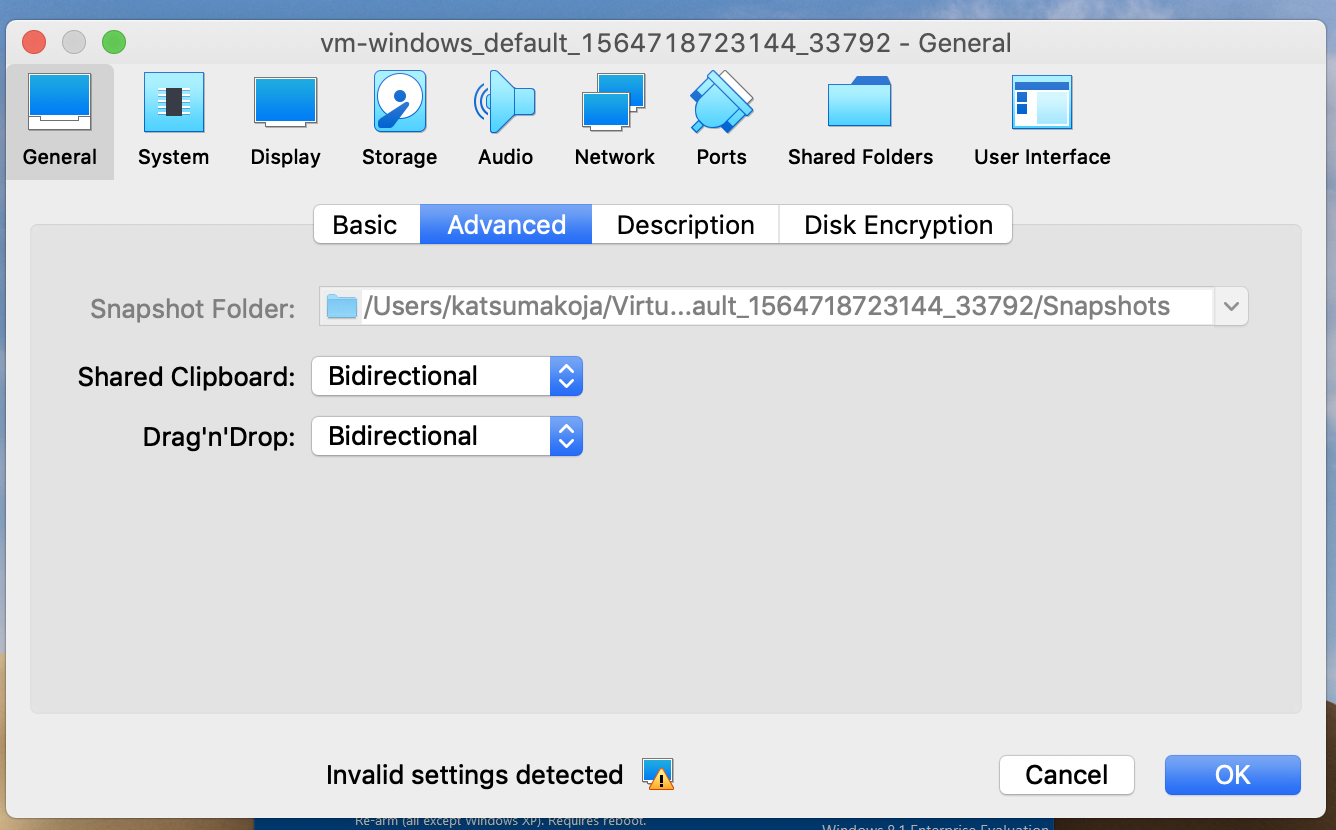 vm-windows_default_1564718723144_33792 - General
General System Display Storage Audio Network Ports Shared Folders User Interface
Basic Advanced Description Disk Encryption
Snapshot Folder: /Users/katsumakoja/Virtu...ault_1564718723144_33792/Snapshots
Shared Clipboard: Bidirectional
Drag'n'Drop: Bidirectional
Invalid settings detected Cancel OK
Re-arm (all except Windows XP). Requires reboot.
Windows 8.1 Enterprise Evaluation